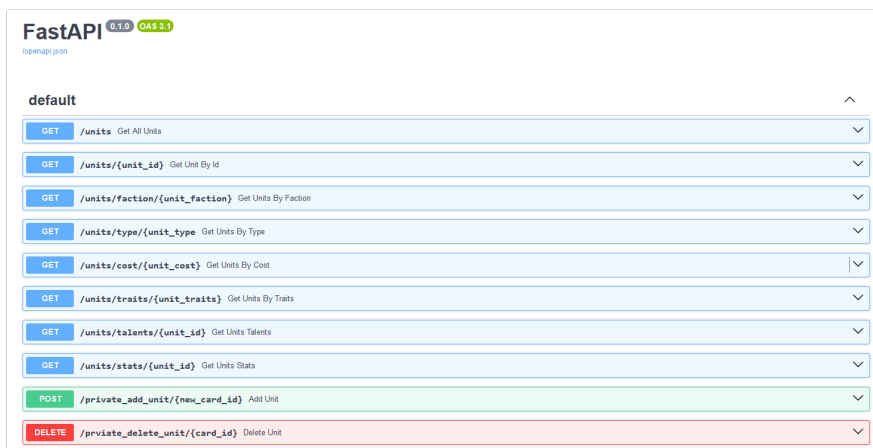 FastAPI 0.1.0 OAS 3.1
/openapi.json
default
GET /units Get All Units
GET /units/{unit_id} Get Unit By Id
GET /units/faction/{unit_faction} Get Units By Faction
GET /units/type/{unit_type Get Units By Type
GET /units/cost/{unit_cost} Get Units By Cost
GET /units/traits/{unit_traits} Get Units By Traits
GET /units/talents/{unit_id} Get Units Talents
GET /units/stats/{unit_id} Get Units Stats
POST /private_add_unit/{new_card_id} Add Unit
DELETE /prviate_delete_unit/{card_id} Delete Unit